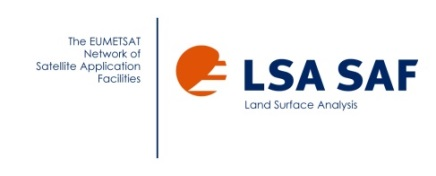 The EUMETSAT
Network of
Satellite Application
Facilities
LSA SAF
Land Surface Analysis